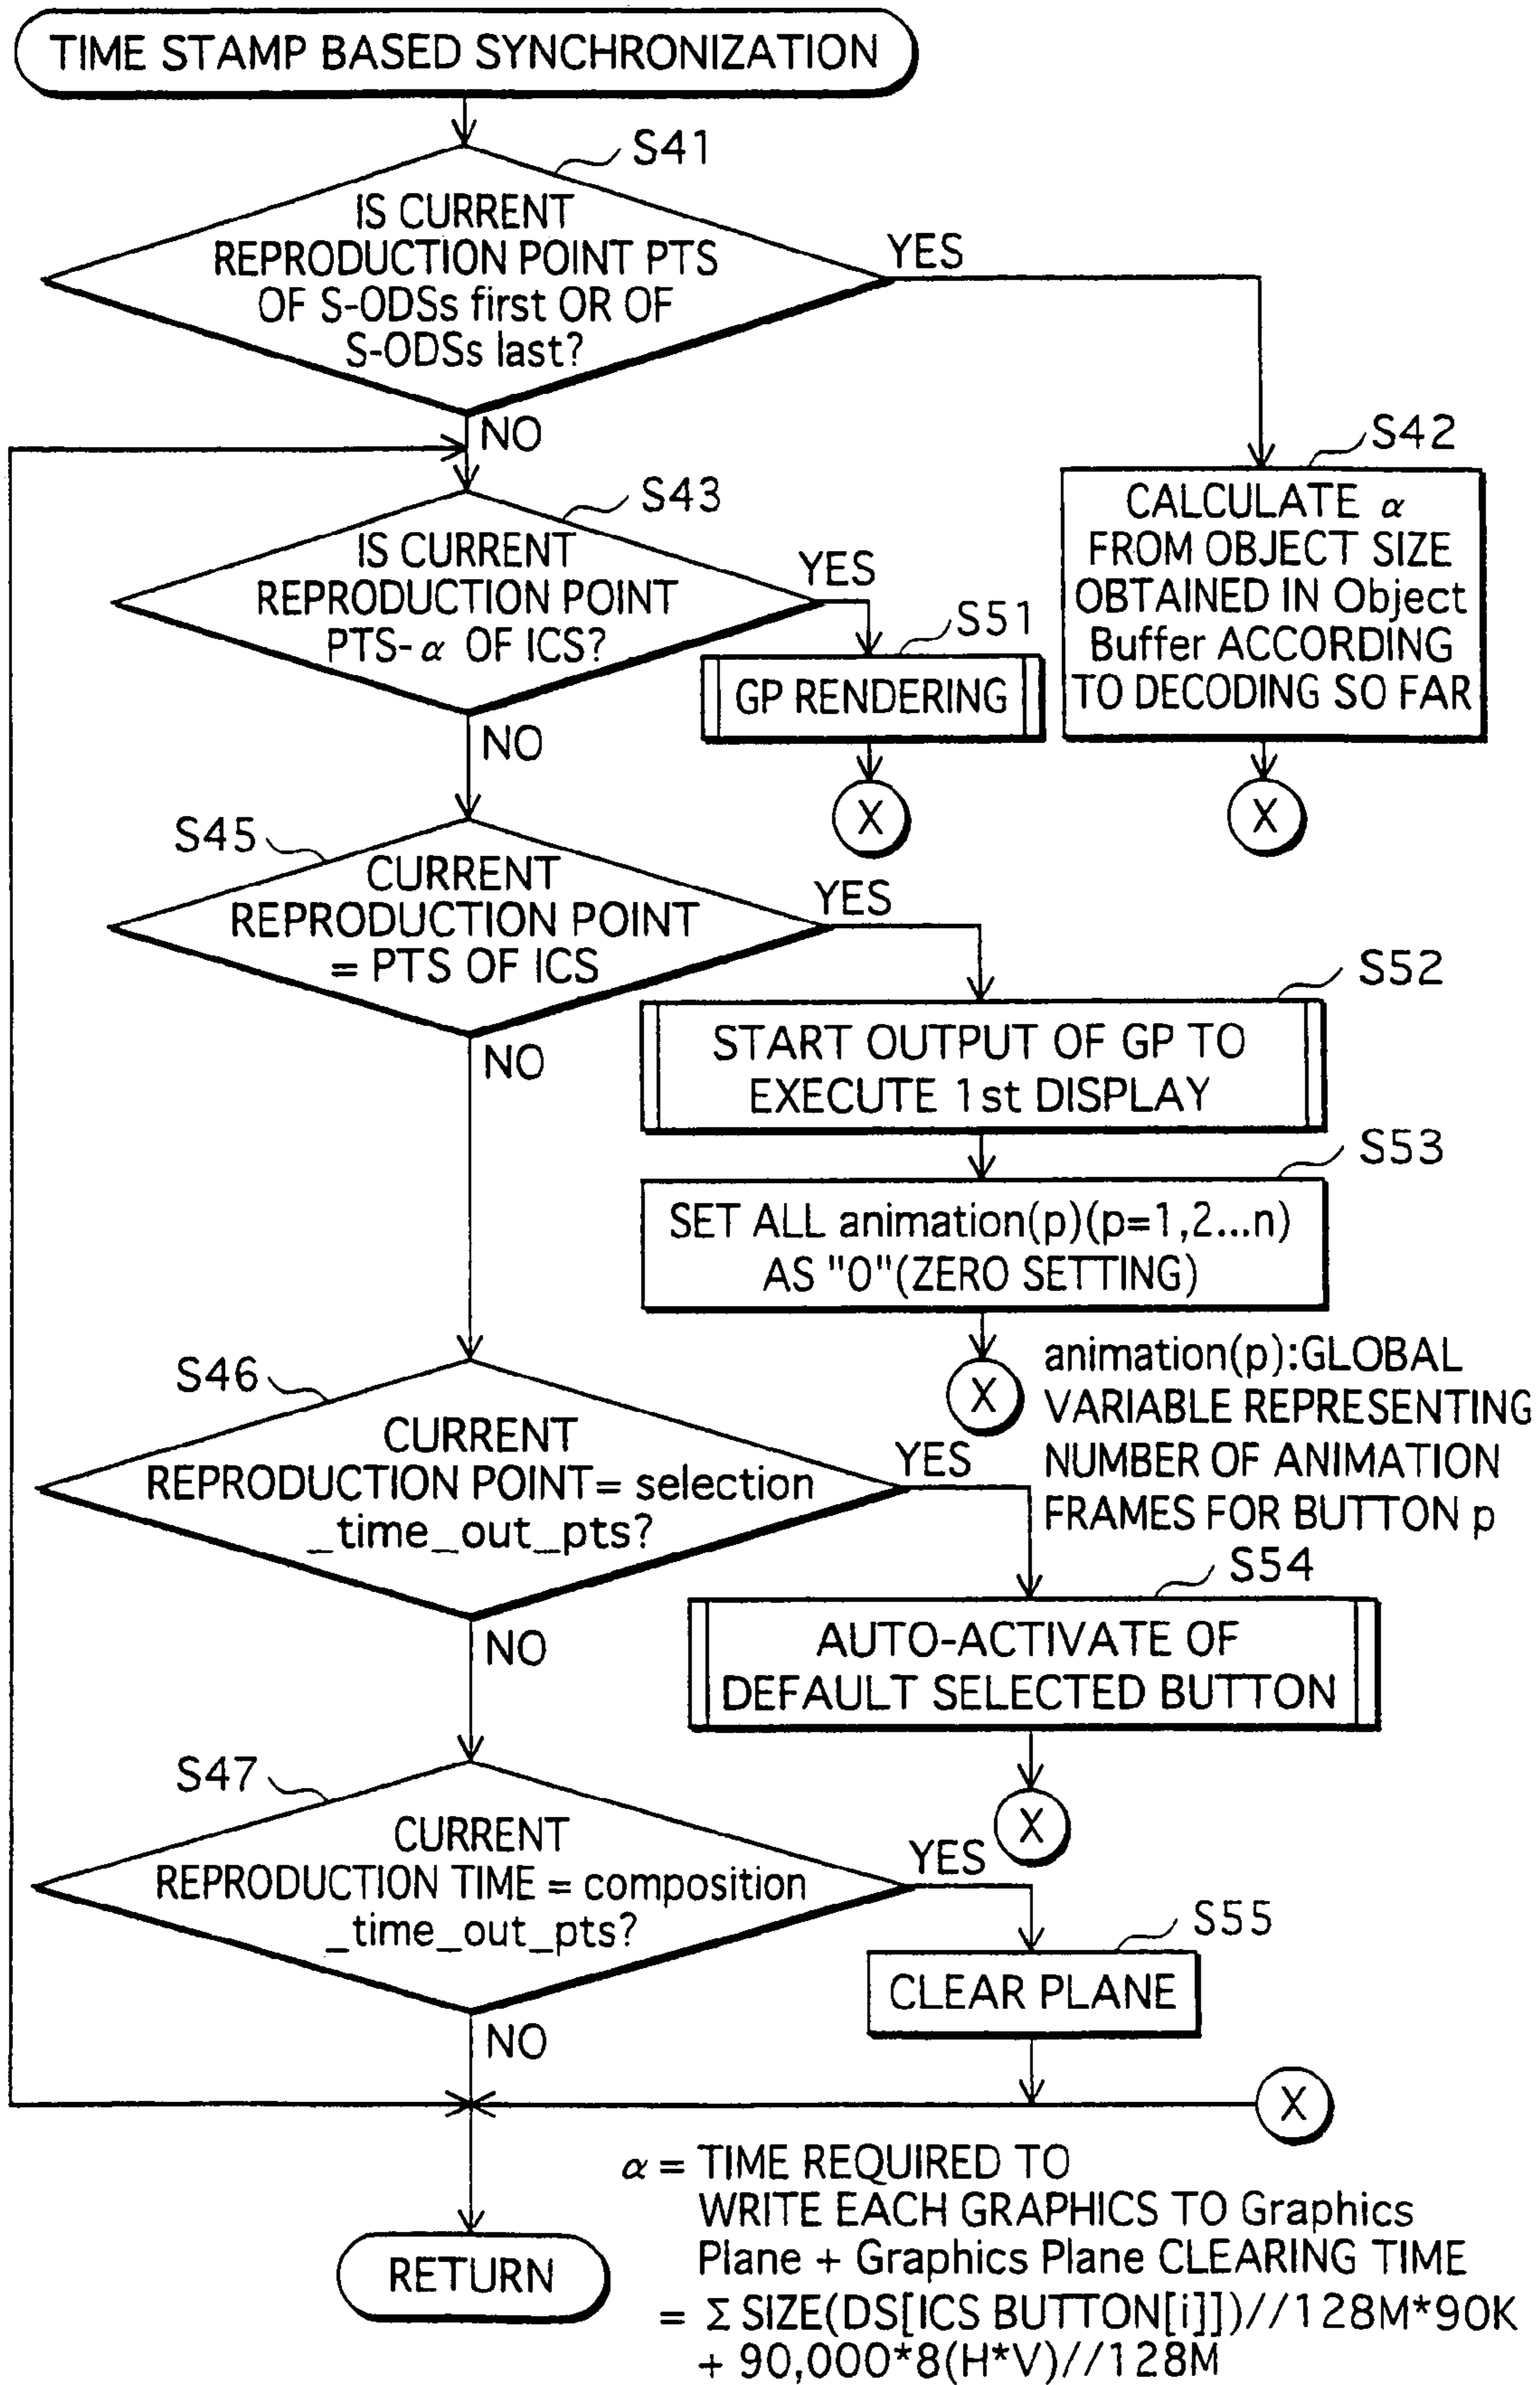 TIME STAMP BASED SYNCHRONIZATION
S41
IS CURRENT
REPRODUCTION POINT PTS
OF S-ODSs first OR OF
S-ODSs last?
YES
NO
S42
CALCULATE α
FROM OBJECT SIZE
OBTAINED IN Object
Buffer ACCORDING
TO DECODING SO FAR
X
S43
IS CURRENT
REPRODUCTION POINT
PTS-α OF ICS?
YES
NO
S51
GP RENDERING
X
S45
CURRENT
REPRODUCTION POINT
= PTS OF ICS
YES
NO
S52
START OUTPUT OF GP TO
EXECUTE 1st DISPLAY
S53
SET ALL animation(p)(p=1,2...n)
AS "0"(ZERO SETTING)
X
animation(p):GLOBAL
VARIABLE REPRESENTING
NUMBER OF ANIMATION
FRAMES FOR BUTTON p
S46
CURRENT
REPRODUCTION POINT= selection
_time_out_pts?
YES
NO
S54
AUTO-ACTIVATE OF
DEFAULT SELECTED BUTTON
X
S47
CURRENT
REPRODUCTION TIME = composition
_time_out_pts?
YES
NO
S55
CLEAR PLANE
X
RETURN
α = TIME REQUIRED TO
WRITE EACH GRAPHICS TO Graphics
Plane + Graphics Plane CLEARING TIME
= Σ SIZE(DS[ICS BUTTON[i]])//128M*90K
+ 90,000*8(H*V)//128M